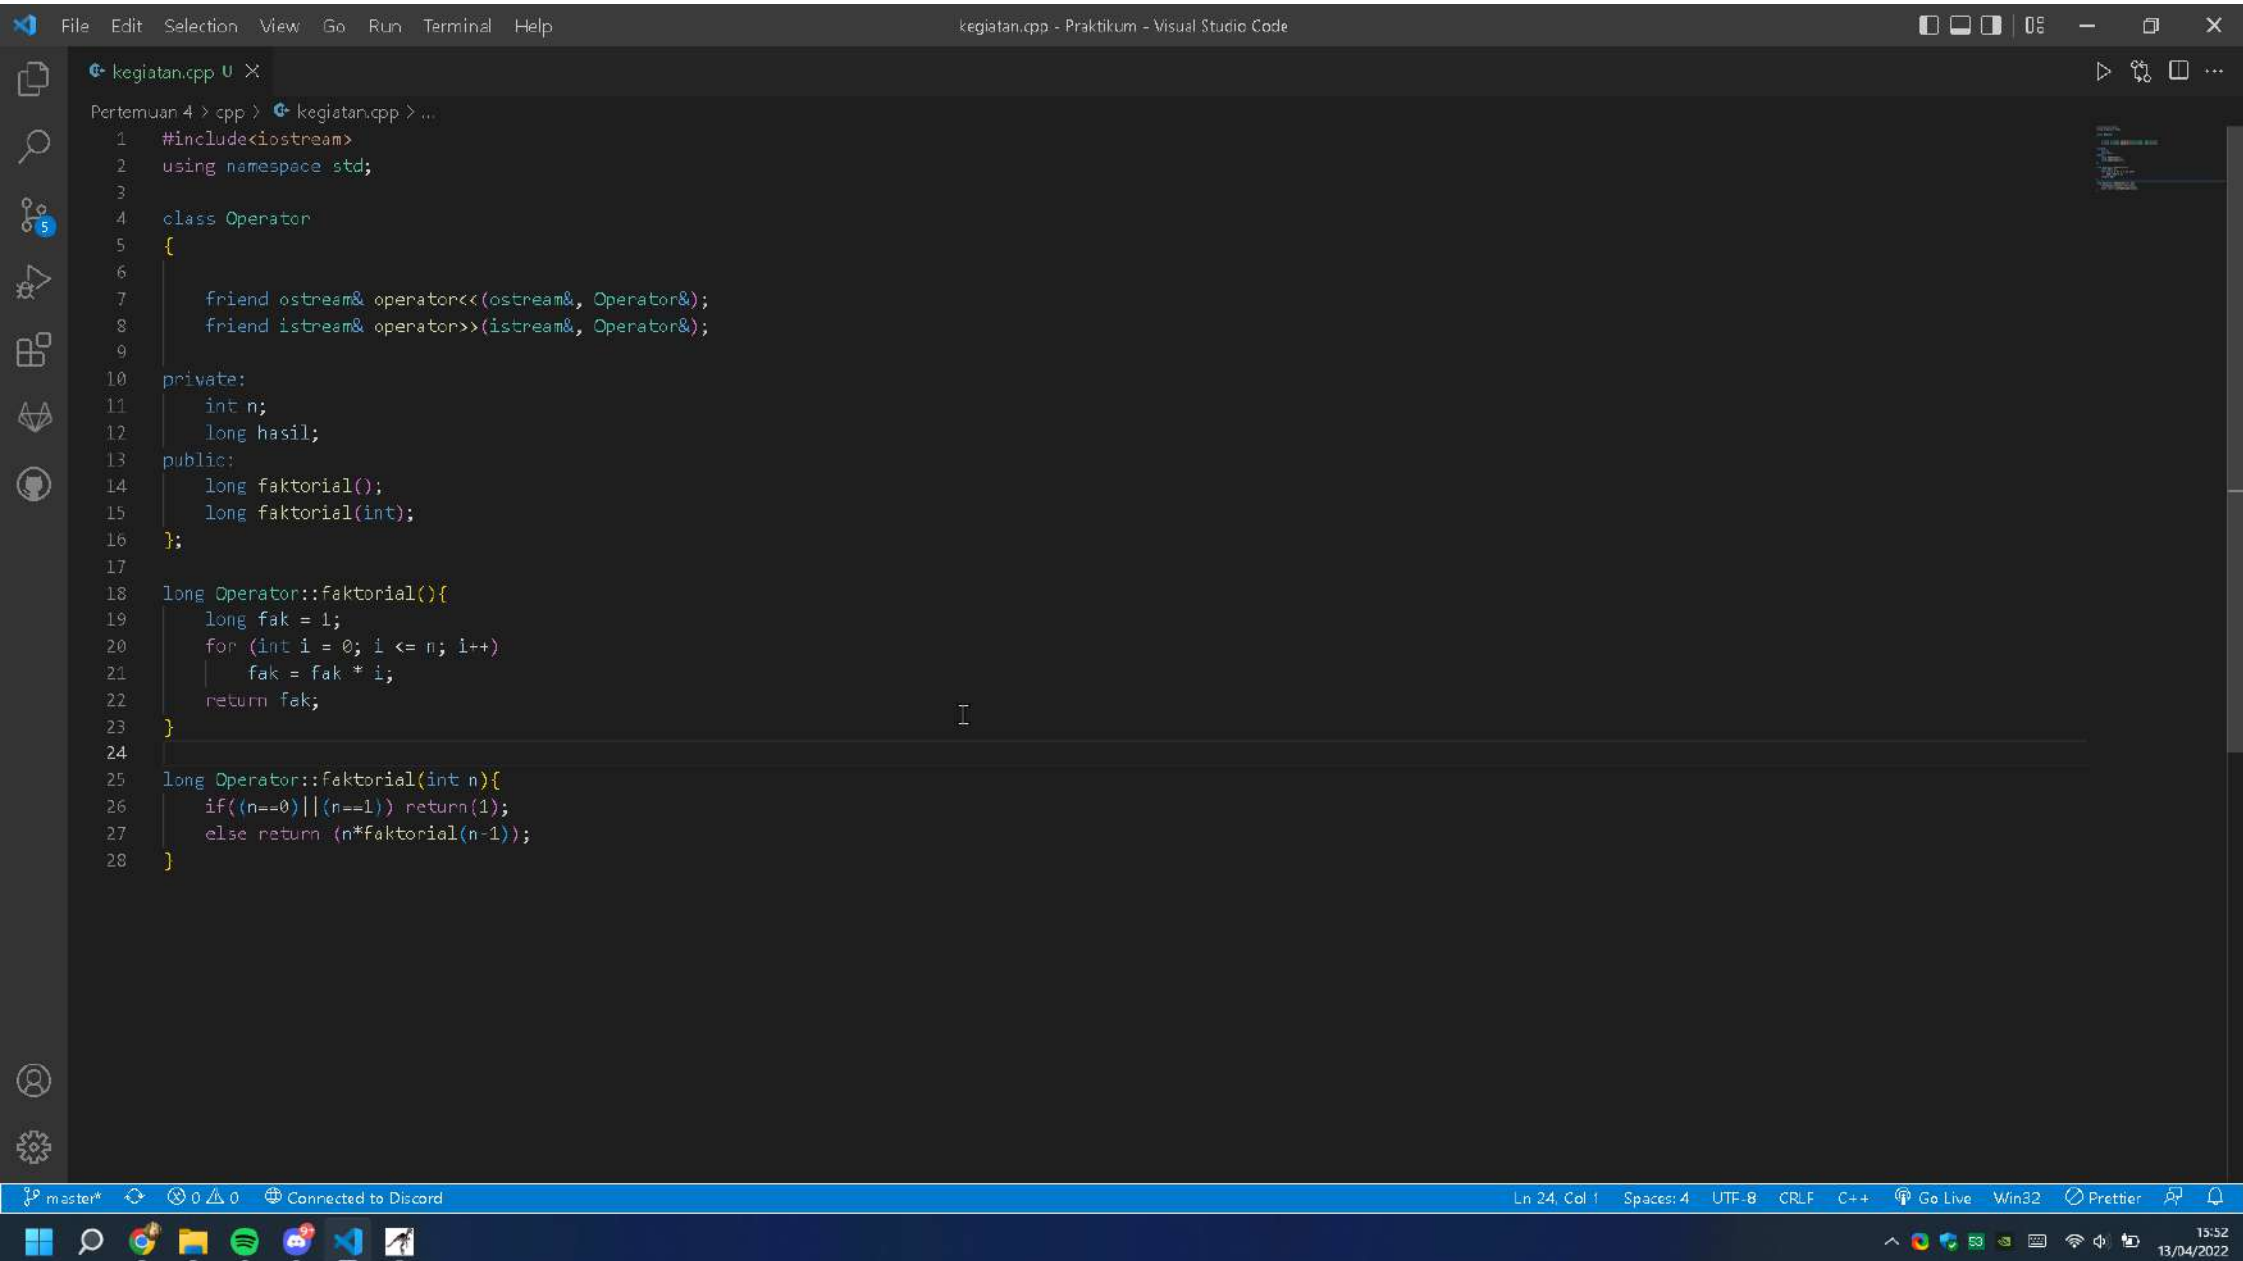 File Edit Selection View Go Run Terminal Help kegiatan.cpp - Praktikum - Visual Studio Code
kegiatan.cpp U
Pertemuan 4 > cpp > kegiatan.cpp > ...
1 #include<iostream>
2 using namespace std;
3
4 class Operator
5 {
6
7 friend ostream& operator<<(ostream&, Operator&);
8 friend istream& operator>>(istream&, Operator&);
9
10 private:
11 int n;
12 long hasil;
13 public:
14 long faktorial();
15 long faktorial(int);
16 };
17
18 long Operator::faktorial(){
19 long fak = 1;
20 for (int i = 0; i <= n; i++)
21 fak = fak * i;
22 return fak;
23 }
24
25 long Operator::faktorial(int n){
26 if((n==0)||(n==1)) return(1);
27 else return (n*faktorial(n-1));
28 }
5
master* 0 0 Connected to Discord Ln 24, Col 1 Spaces: 4 UTF-8 CRLF C++ Go Live Win32 Prettier
15:52
13/04/2022